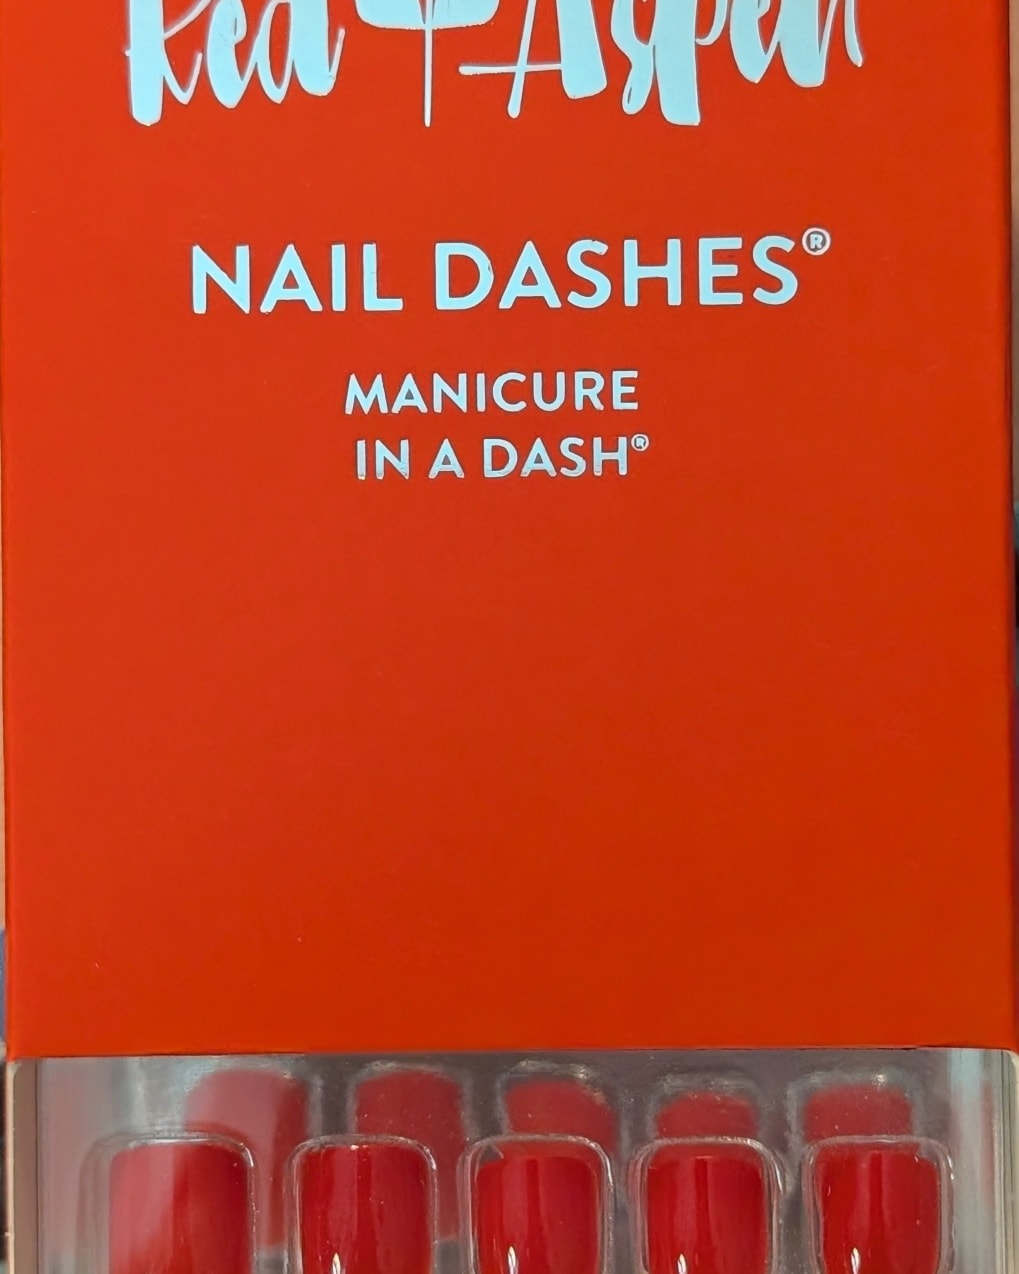 Red Aspen
NAIL DASHES®
MANICURE
IN A DASH®